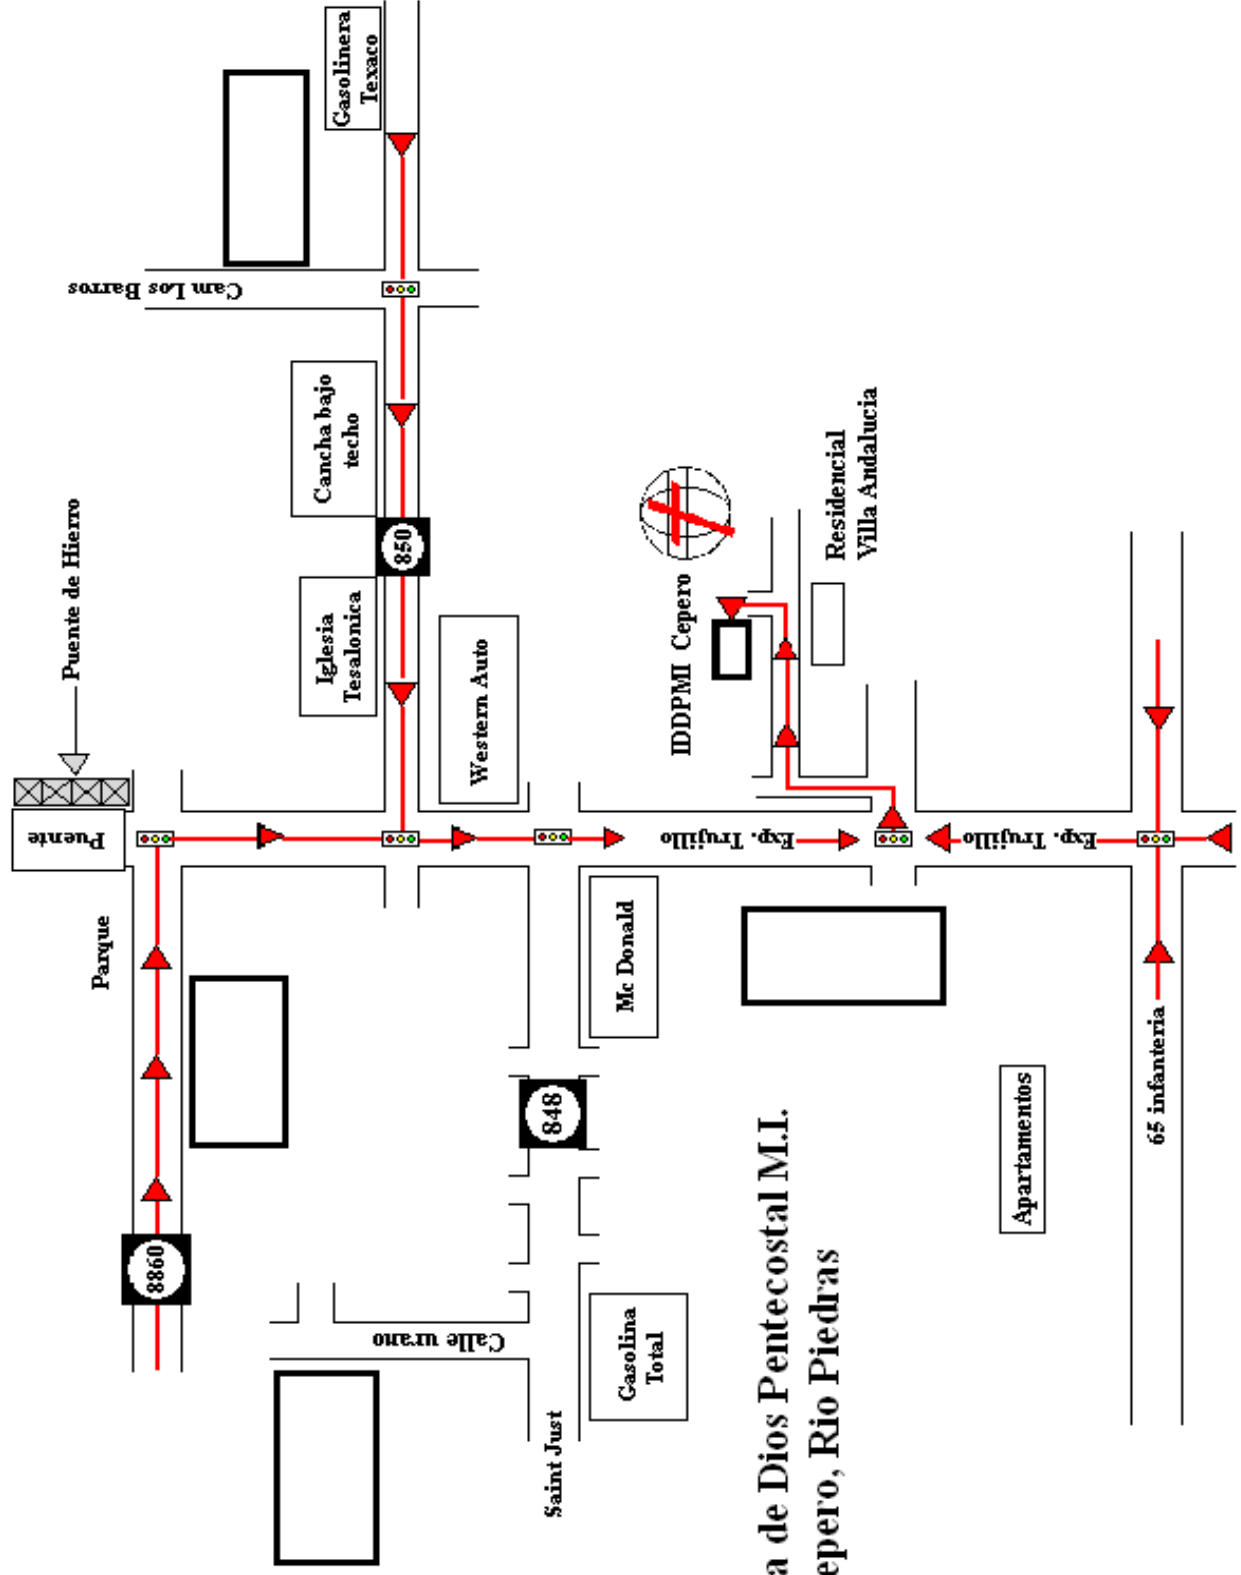 Gasolinera
Texaco
Cam Los Barros
Cancha bajo
techo
850
Puente de Hierro
Iglesia
Tesalonica
Western Auto
IDDPMI Cepero
Residencial
Villa Andalucia
Puente
Exp. Trujillo
Exp. Trujillo
Parque
Mc Donald
848
8860
Calle urano
Gasolina
Total
Saint Just
65 infanteria
Apartamentos
a de Dios Pentecostal M.I.
epero, Rio Piedras